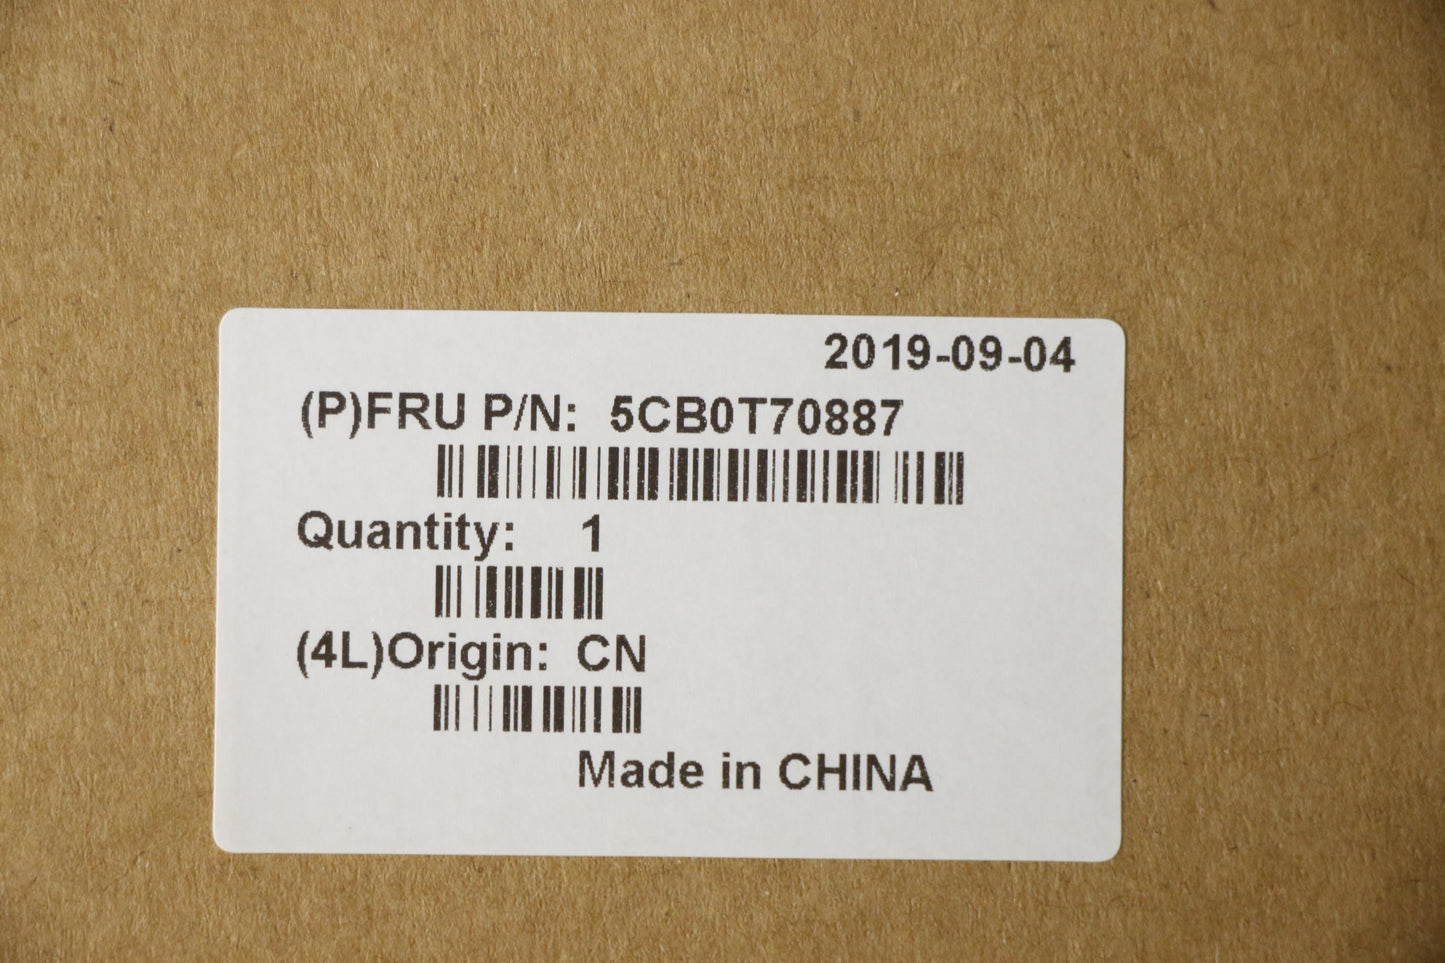 2019-09-04
(P)FRU P/N: 5CB0T70887
Quantity: 1
(4L)Origin: CN
Made in CHINA